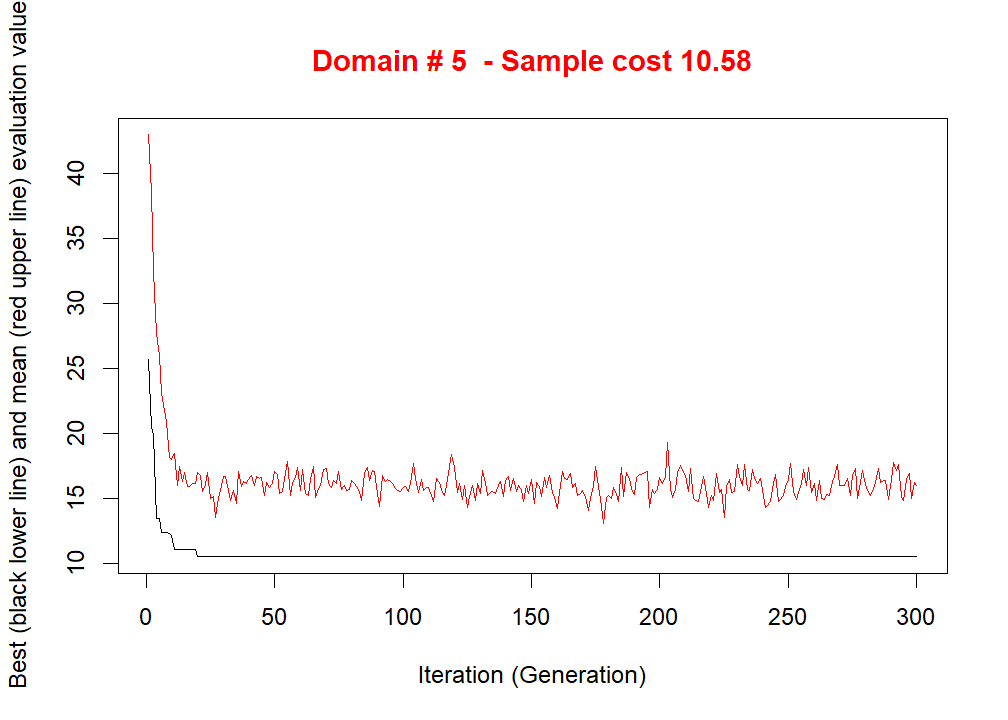 Domain # 5  - Sample cost 10.58
Best (black lower line) and mean (red upper line) evaluation value
40
35
30
25
20
15
10
0 50 100 150 200 250 300
Iteration (Generation)